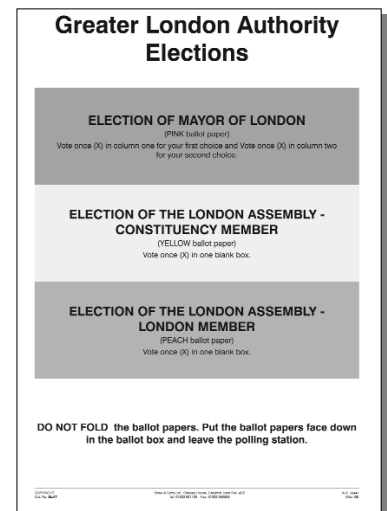 Greater London Authority
Elections
ELECTION OF MAYOR OF LONDON
(PINK ballot paper)
Vote once (X) in column one for your first choice and Vote once (X) in column two
for your second choice.
ELECTION OF THE LONDON ASSEMBLY -
CONSTITUENCY MEMBER
(YELLOW ballot paper)
Vote once (X) in one blank box.
ELECTION OF THE LONDON ASSEMBLY -
LONDON MEMBER
(PEACH ballot paper)
Vote once (X) in one blank box.
DO NOT FOLD the ballot papers. Put the ballot papers face down
in the ballot box and leave the polling station.
COPYRIGHT